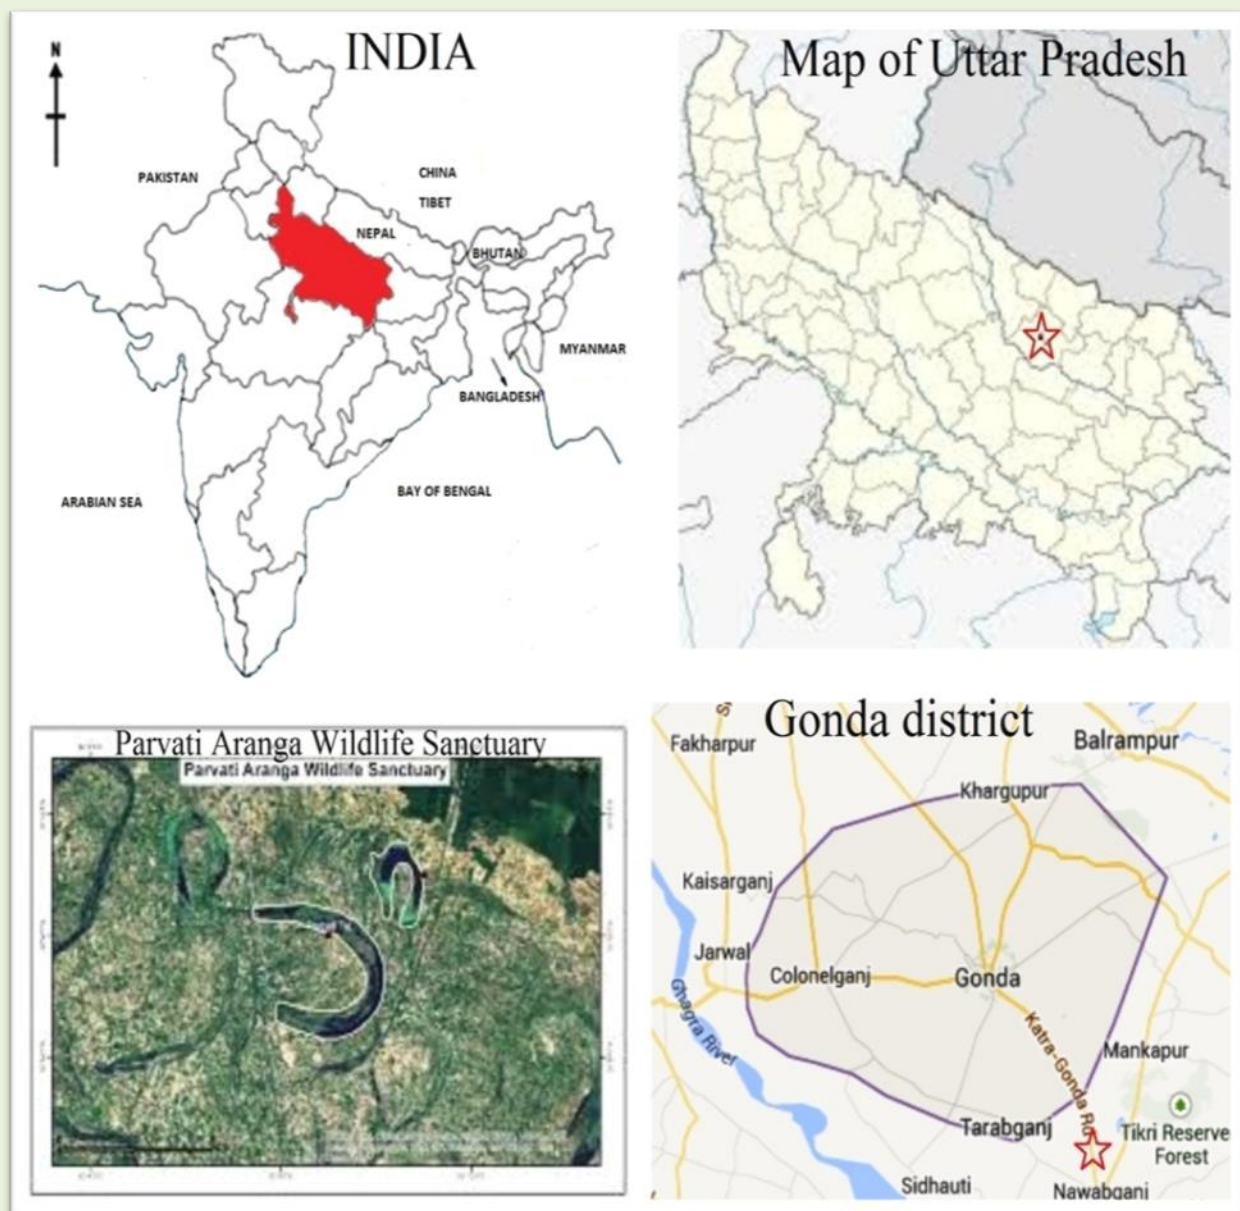 INDIA
N
PAKISTAN
CHINA
TIBET
NEPAL
BHUTAN
MYANMAR
BANGLADESH
ARABIAN SEA
BAY OF BENGAL
Map of Uttar Pradesh
Parvati Aranga Wildlife Sanctuary
Parvati Aranga Wildlife Sanctuary
Gonda district
Fakharpur
Balrampur
Khargupur
Kaisarganj
Jarwal
Colonelganj
Gonda
Ghagra River
Katra-Gonda Rd
Mankapur
Tarabganj
Tikri Reserve
Forest
Sidhauti
Nawabganj